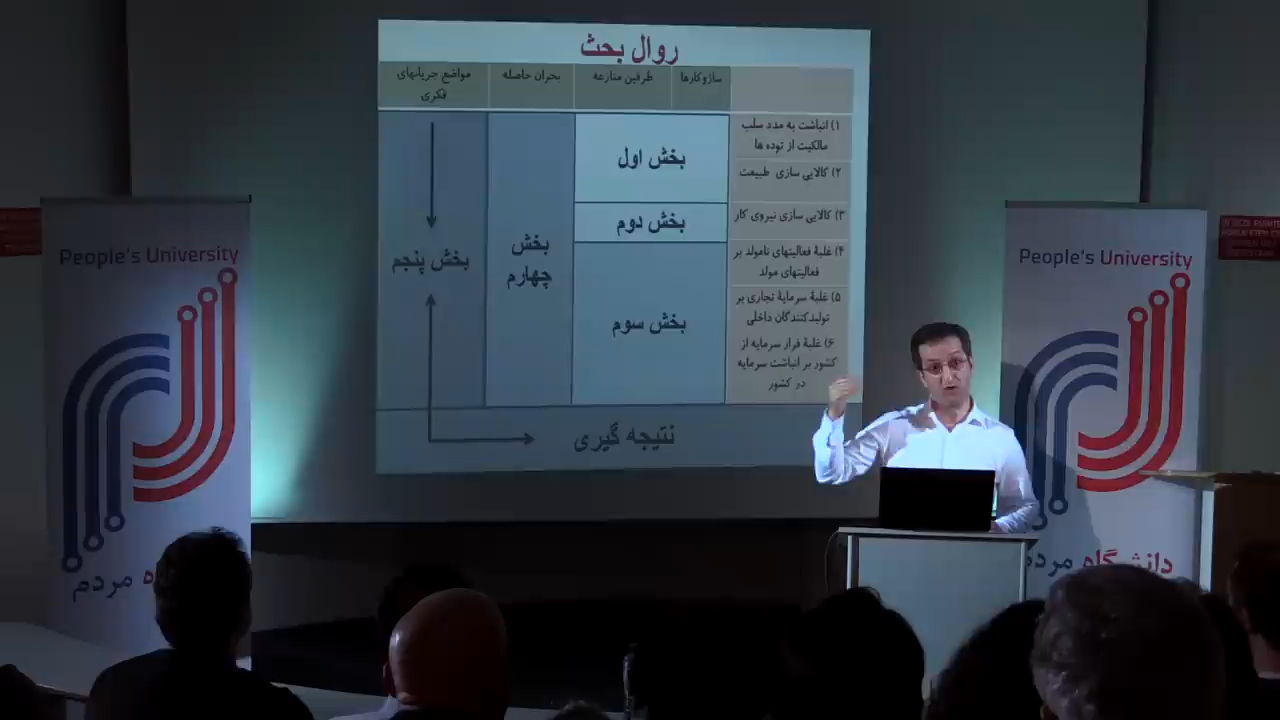 روال بحث
سازوکارها
طرفین منازعه
بحران حاصله
مواضع جریانهای
فکری
۱) انباشت به مدد سلب
مالکیت از توده ها
۲) کالایی سازی طبیعت
۳) کالایی سازی نیروی کار
۴) غلبهٔ فعالیتهای نامولد بر
فعالیتهای مولد
۵) غلبهٔ سرمایهٔ تجاری بر
تولیدکنندگان داخلی
۶) غلبهٔ فرار سرمایه از
کشور بر انباشت سرمایه
در کشور
بخش اول
بخش دوم
بخش سوم
بخش
چهارم
بخش پنجم
نتیجه گیری
People's University
مردم
People's University
دانشگاه مردم